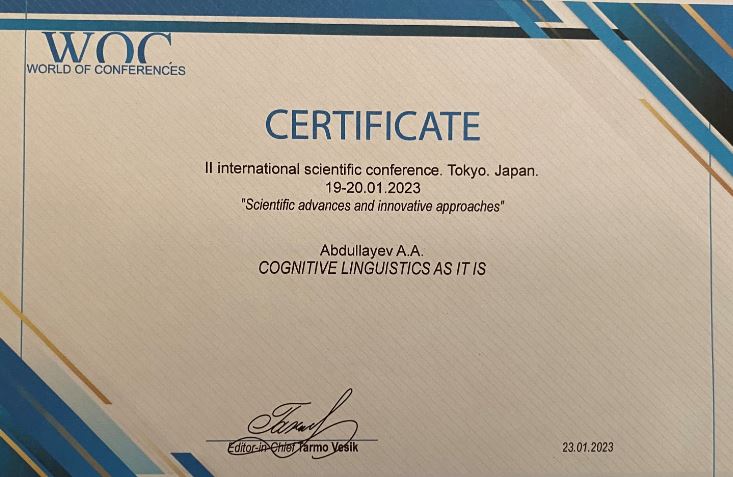 WOC
WORLD OF CONFERENCES
CERTIFICATE
II international scientific conference. Tokyo. Japan.
19-20.01.2023
"Scientific advances and innovative approaches"
Abdullayev A.A.
COGNITIVE LINGUISTICS AS IT IS
Editor-in-Chief Tarmo Vesik
23.01.2023